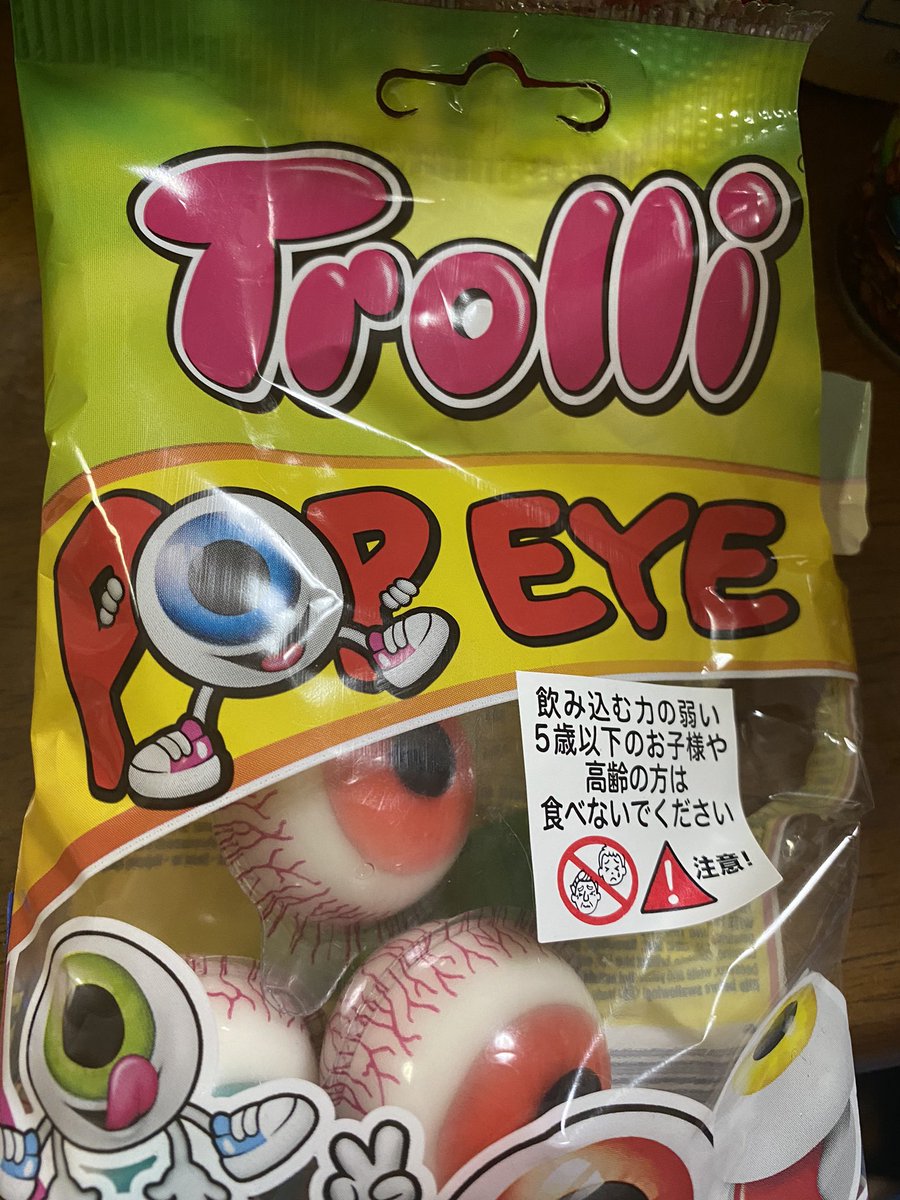 Trolli
POP EYE
飲み込む力の弱い
5歳以下のお子様や
高齢の方は
食べないでください
注意!